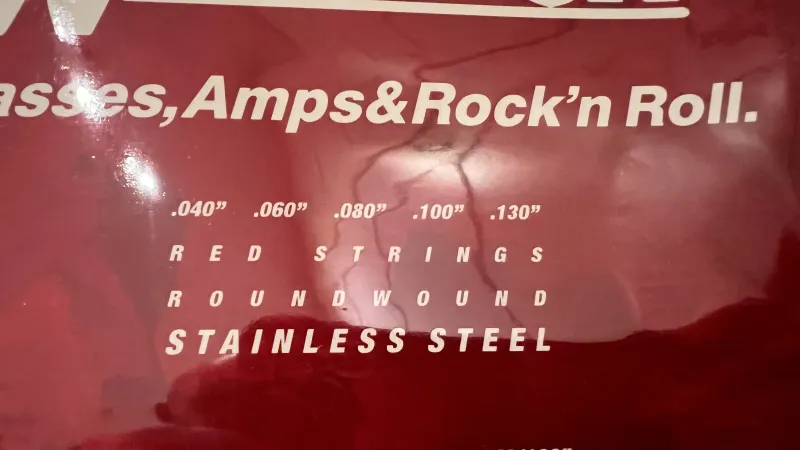 asses, Amps&Rock'n Roll.
.040” .060” .080” .100” .130”
RED STRINGS
ROUNDWOUND
STAINLESS STEEL